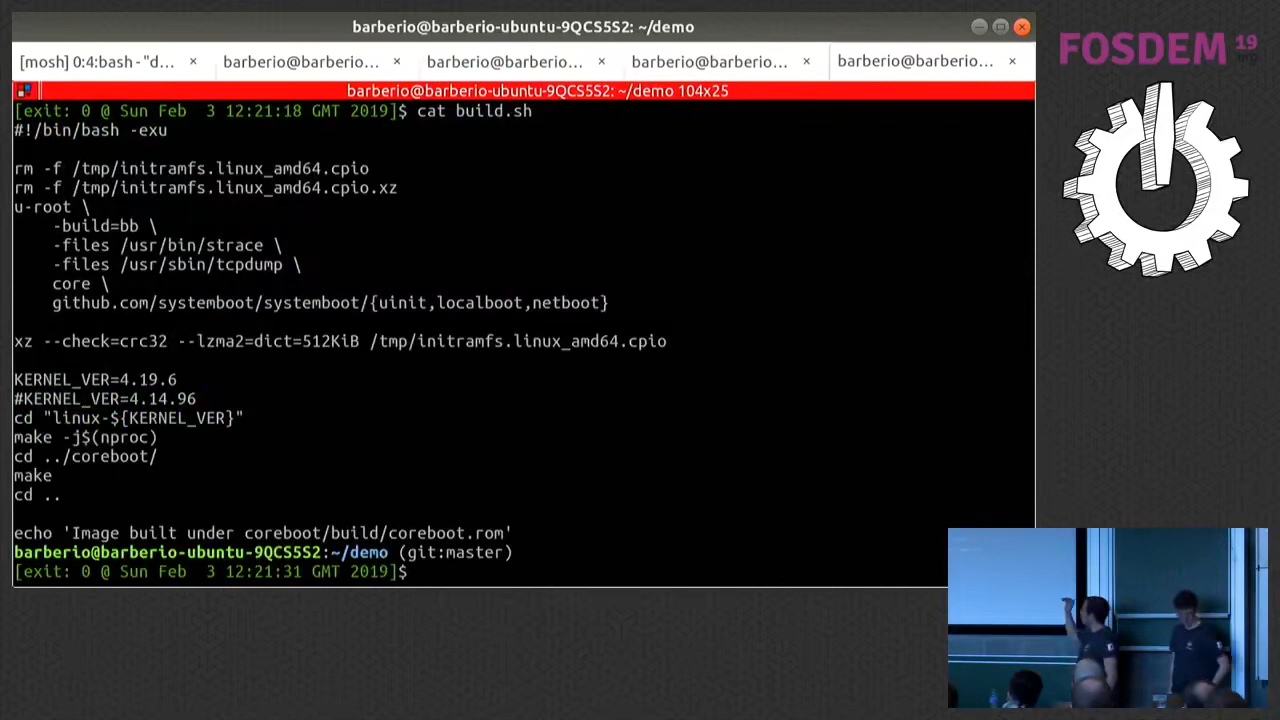 barberio@barberio-ubuntu-9QCS5S2: ~/demo
[mosh] 0:4:bash - "d... × barberio@barberio... × barberio@barberio... × barberio@barberio... × barberio@barberio... ×
barberio@barberio-ubuntu-9QCS5S2: ~/demo 104x25
[exit: 0 @ Sun Feb  3 12:21:18 GMT 2019]$ cat build.sh
#!/bin/bash -exu
rm -f /tmp/initramfs.linux_amd64.cpio
rm -f /tmp/initramfs.linux_amd64.cpio.xz
u-root \
    -build=bb \
    -files /usr/bin/strace \
    -files /usr/sbin/tcpdump \
    core \
    github.com/systemboot/systemboot/{uinit,localboot,netboot}
xz --check=crc32 --lzma2=dict=512KiB /tmp/initramfs.linux_amd64.cpio
KERNEL_VER=4.19.6
#KERNEL_VER=4.14.96
cd "linux-${KERNEL_VER}"
make -j$(nproc)
cd ../coreboot/
make
cd ..
echo 'Image built under coreboot/build/coreboot.rom'
barberio@barberio-ubuntu-9QCS5S2:~/demo (git:master)
[exit: 0 @ Sun Feb  3 12:21:31 GMT 2019]$
FOSDEM 19
.org